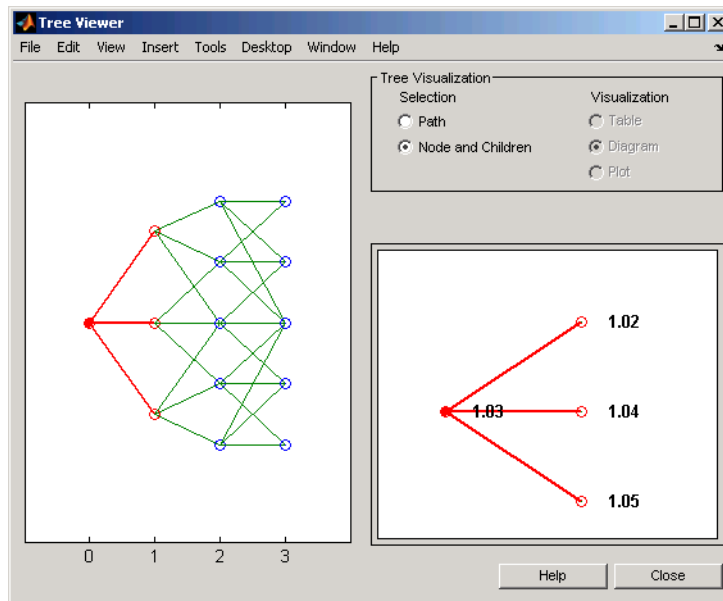 Tree Viewer
File Edit View Insert Tools Desktop Window Help
Tree Visualization
Selection
Visualization
Path
Table
Node and Children
Diagram
Plot
0 1 2 3
1.02
1.03
1.04
1.05
Help
Close